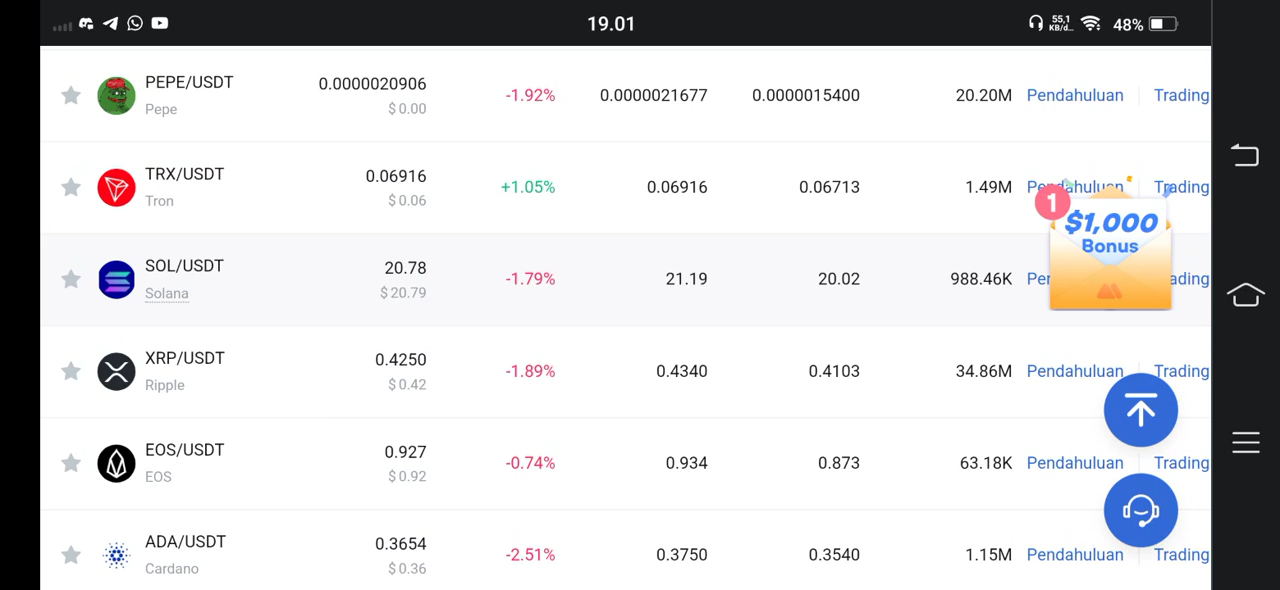 19.01
55,1
KB/d...
48%
PEPE/USDT 0.0000020906 -1.92% 0.0000021677 0.0000015400 20.20M Pendahuluan Trading
Pepe $ 0.00
TRX/USDT 0.06916 +1.05% 0.06916 0.06713 1.49M Pendahuluan Trading
Tron $ 0.06
1
$1,000
Bonus
SOL/USDT 20.78 -1.79% 21.19 20.02 988.46K Pe ading
Solana $ 20.79
XRP/USDT 0.4250 -1.89% 0.4340 0.4103 34.86M Pendahuluan Trading
Ripple $ 0.42
EOS/USDT 0.927 -0.74% 0.934 0.873 63.18K Pendahuluan Trading
EOS $ 0.92
ADA/USDT 0.3654 -2.51% 0.3750 0.3540 1.15M Pendahuluan Trading
Cardano $ 0.36